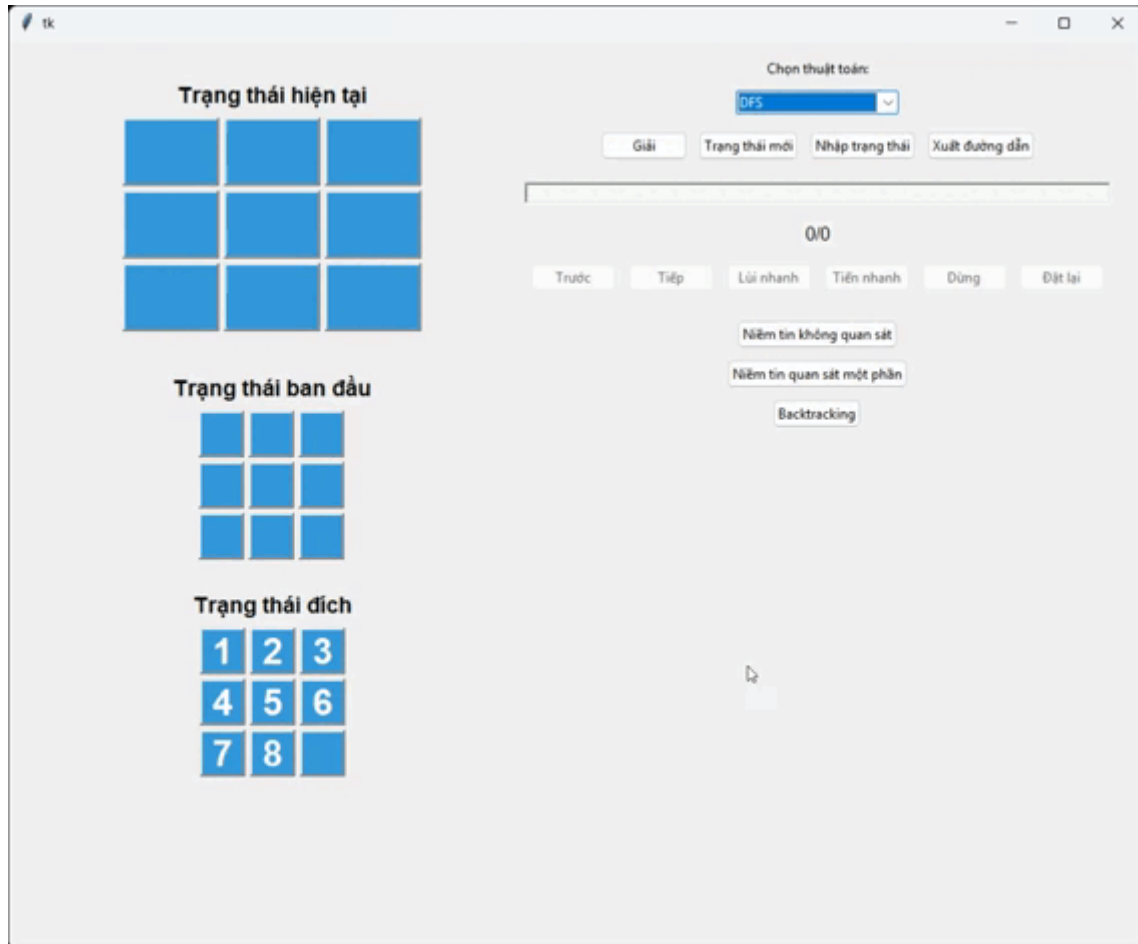 tk
Trạng thái hiện tại
Trạng thái ban đầu
Trạng thái đích
1 2 3
4 5 6
7 8
Chọn thuật toán:
DFS
Giải Trạng thái mới Nhập trạng thái Xuất đường dẫn
0/0
Trước Tiếp Lùi nhanh Tiến nhanh Dừng Đặt lại
Niềm tin không quan sát
Niềm tin quan sát một phần
Backtracking